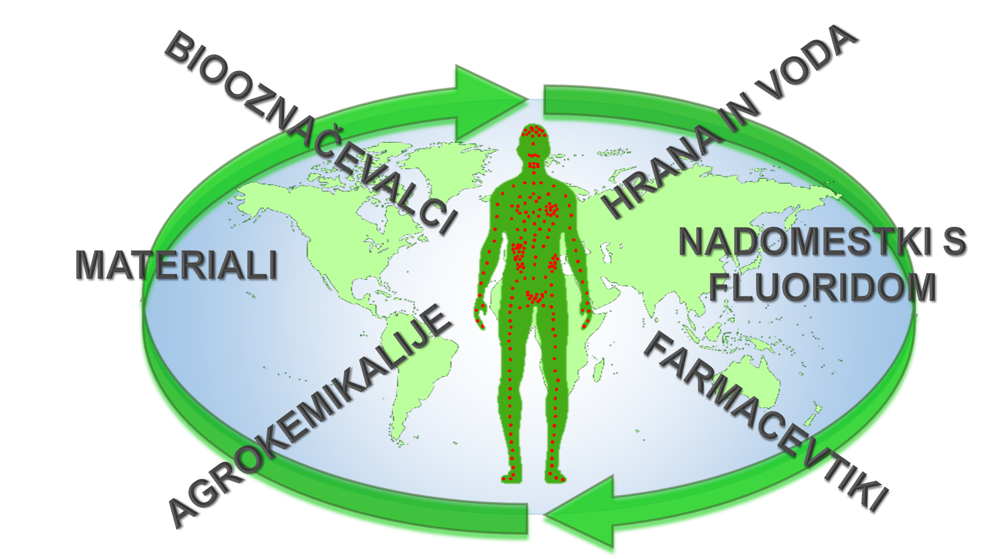 BIOOZNAČEVALCI
HRANA IN VODA
MATERIALI
NADOMESTKI S
FLUORIDOM
AGROKEMIKALIJE
FARMACEVTIKI